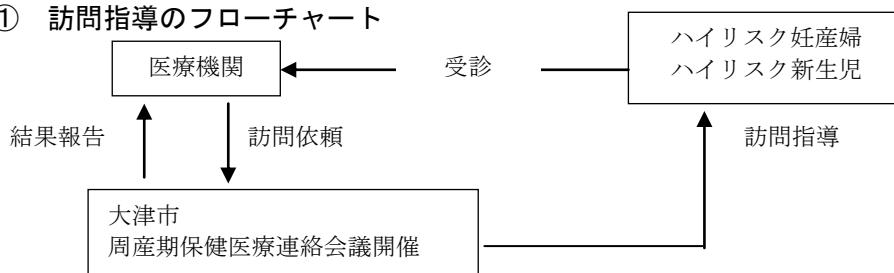 ① 訪問指導のフローチャート
医療機関
受診
ハイリスク妊産婦
ハイリスク新生児
結果報告
訪問依頼
訪問指導
大津市
周産期保健医療連絡会議開催